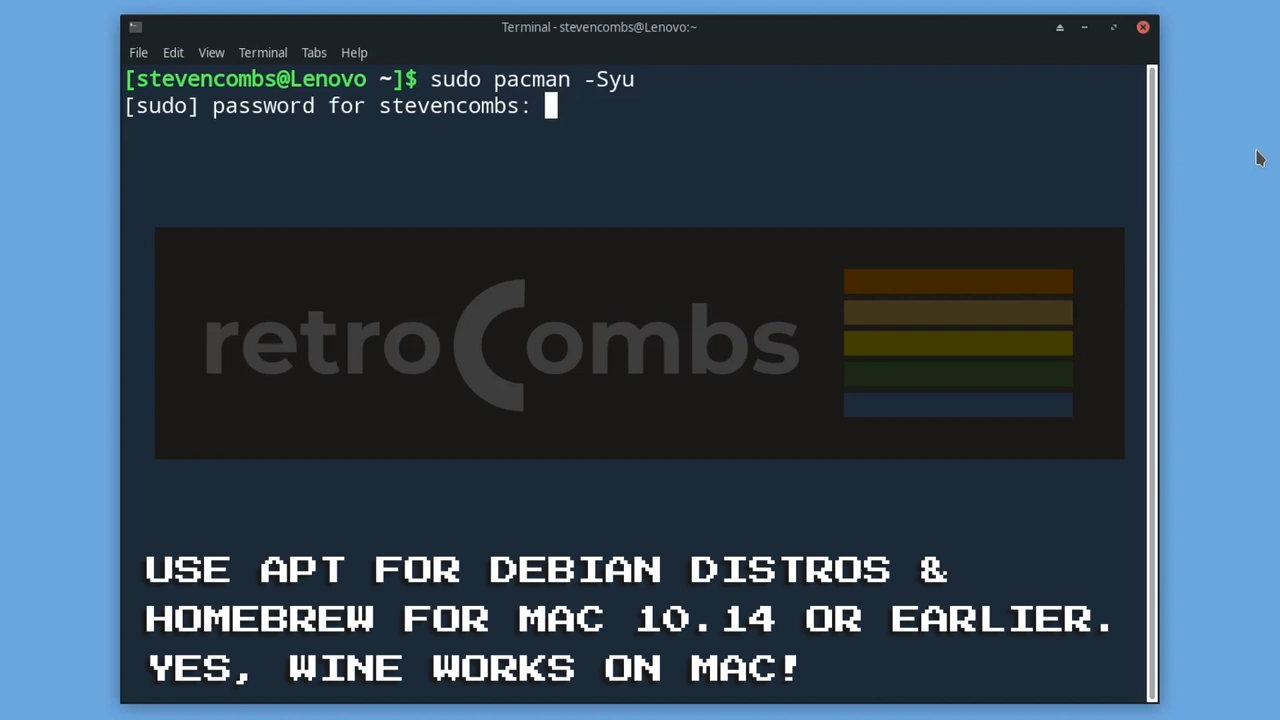 Terminal - stevencombs@Lenovo:~
File Edit View Terminal Tabs Help
[stevencombs@Lenovo ~]$ sudo pacman -Syu
[sudo] password for stevencombs:
retroCombs
USE APT FOR DEBIAN DISTROS &
HOMEBREW FOR MAC 10.14 OR EARLIER.
YES, WINE WORKS ON MAC!